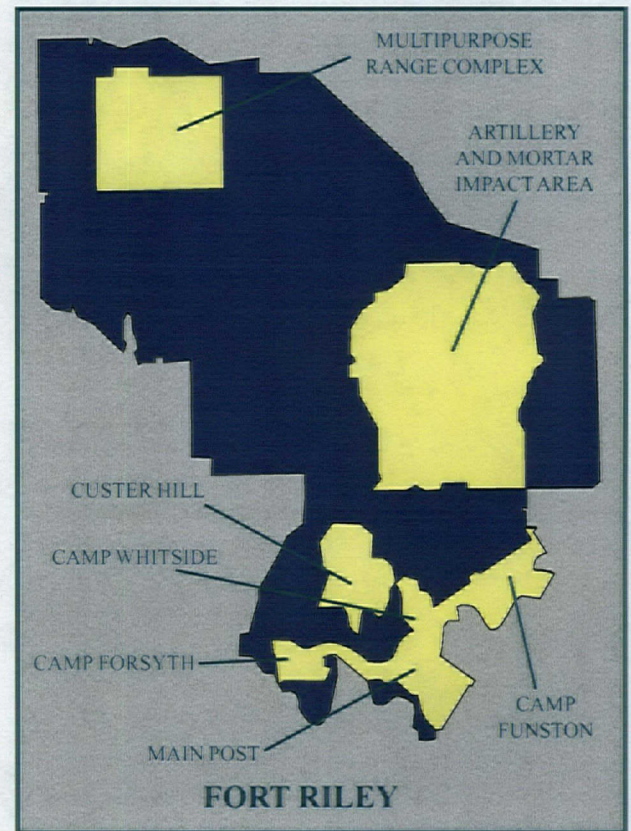 MULTIPURPOSE
RANGE COMPLEX
ARTILLERY
AND MORTAR
IMPACT AREA
CUSTER HILL
CAMP WHITSIDE
CAMP FORSYTH
CAMP
FUNSTON
MAIN POST
FORT RILEY